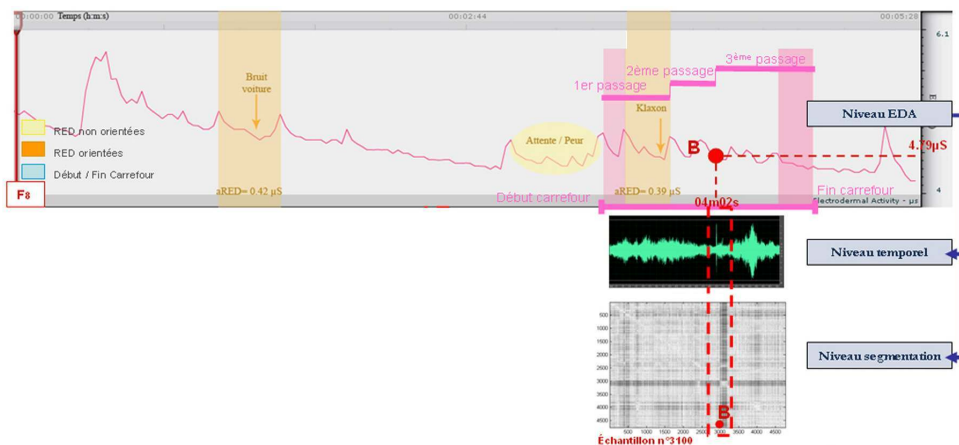 00:00:00 Temps (h:m:s)
00:02:44
00:05:28
6.1
3ème passage
2ème passage
1er passage
Bruit
voiture
Klaxon
Niveau EDA
RED non orientées
RED orientées
Début / Fin Carrefour
Attente / Peur
B
4.79µS
F8
aRED= 0.42 µS
aRED= 0.39 µS
4
Début carrefour
Fin carrefour
04m02s
Electrodermal Activity - µs
Niveau temporel
500
1000
1500
2000
2500
3000
3500
4000
4500
Niveau segmentation
B
500 1000 1500 2000 2500 3000 3500 4000 4500
Échantillon n°3100